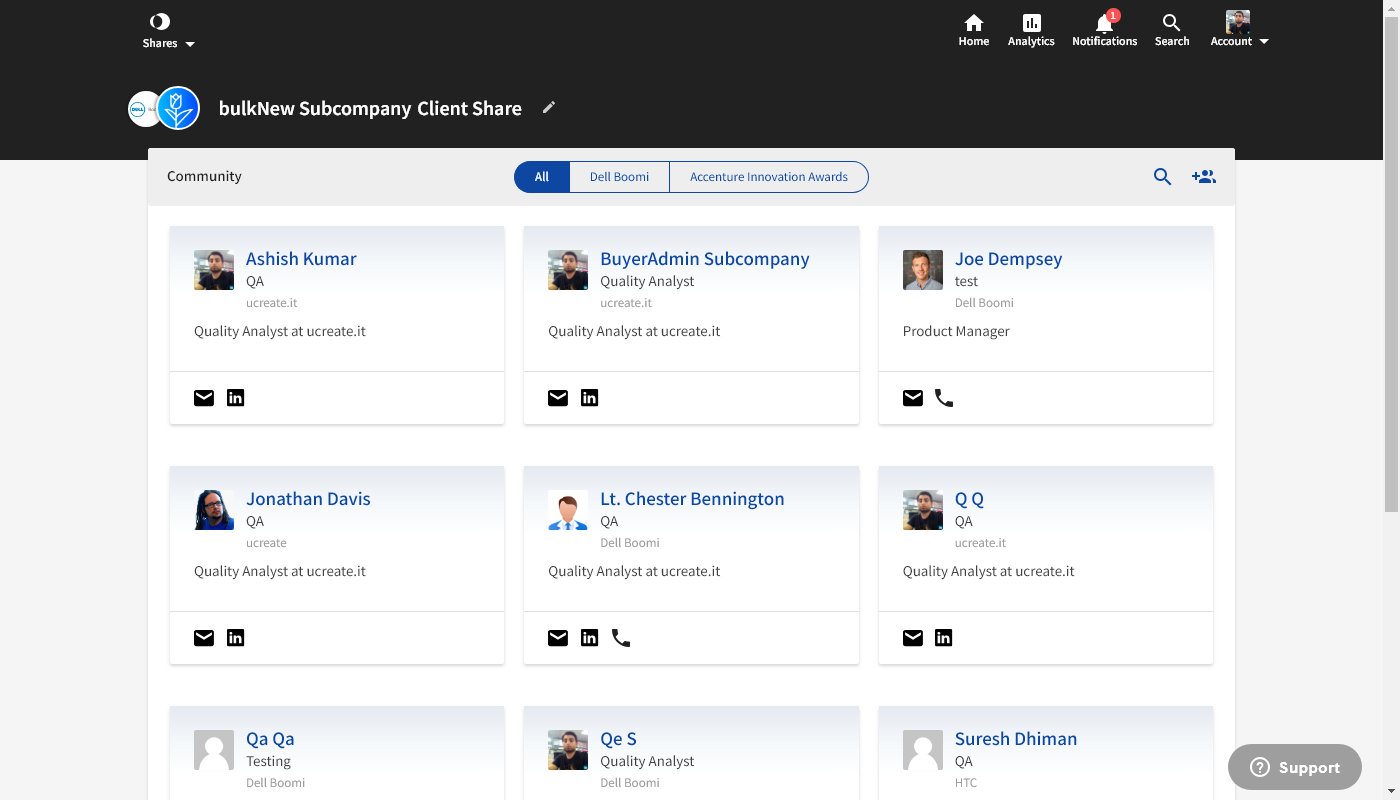 Shares
Home
Analytics
1
Notifications
Search
Account
DELL
bulkNew Subcompany Client Share
Community
All
Dell Boomi
Accenture Innovation Awards
Ashish Kumar
QA
ucreate.it
Quality Analyst at ucreate.it
BuyerAdmin Subcompany
Quality Analyst
ucreate.it
Quality Analyst at ucreate.it
Joe Dempsey
test
Dell Boomi
Product Manager
Jonathan Davis
QA
ucreate
Quality Analyst at ucreate.it
Lt. Chester Bennington
QA
Dell Boomi
Quality Analyst at ucreate.it
Q Q
QA
ucreate.it
Quality Analyst at ucreate.it
Qa Qa
Testing
Dell Boomi
Qe S
Quality Analyst
Dell Boomi
Suresh Dhiman
QA
HTC
Support